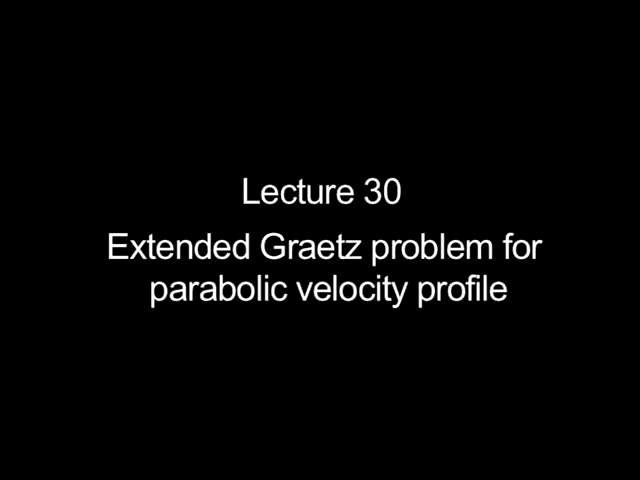 Lecture 30
Extended Graetz problem for
parabolic velocity profile